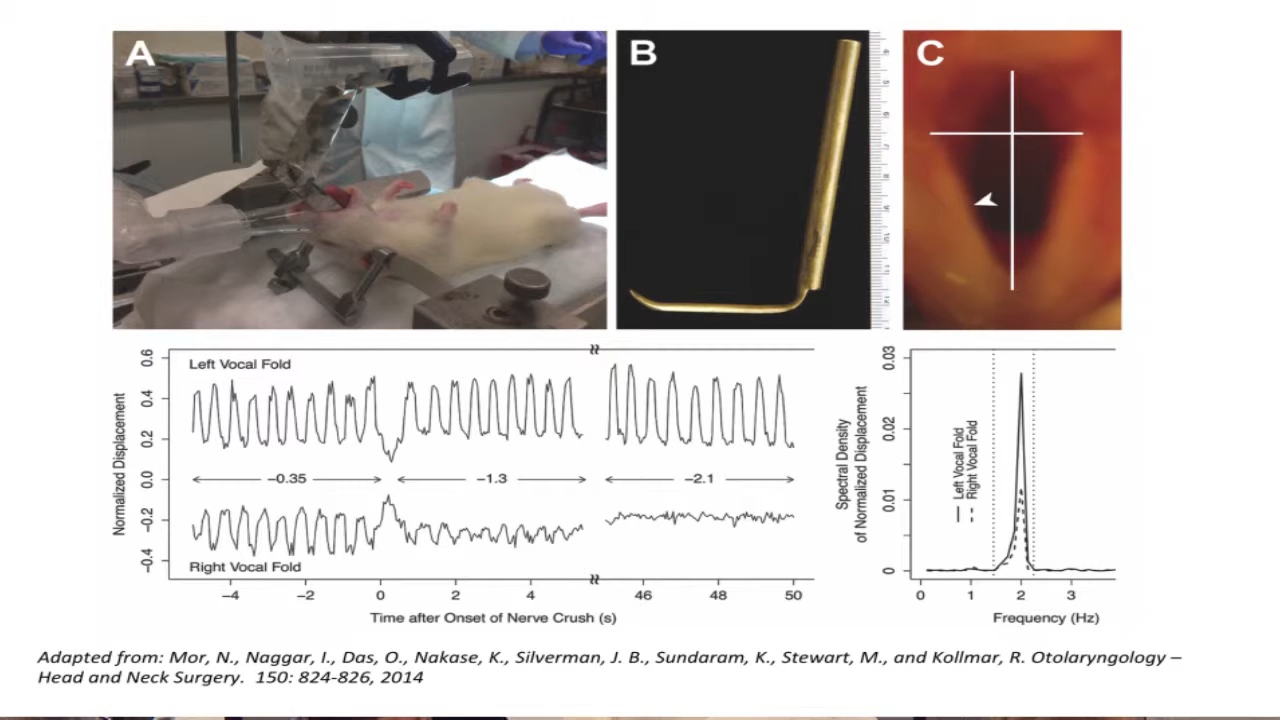 A
B
C
Left Vocal Fold
Right Vocal Fold
Normalized Displacement
0.6
0.4
0.2
0.0
−0.2
−0.4
−0.35
−1.3
−2.1
−4
−2
0
2
4
46
48
50
Time after Onset of Nerve Crush (s)
Spectral Density
of Normalized Displacement
0.03
0.02
0.01
0
Left Vocal Fold
Right Vocal Fold
0
1
2
3
Frequency (Hz)
Adapted from: Mor, N., Naggar, I., Das, O., Nakase, K., Silverman, J. B., Sundaram, K., Stewart, M., and Kollmar, R. Otolaryngology –
Head and Neck Surgery. 150: 824-826, 2014